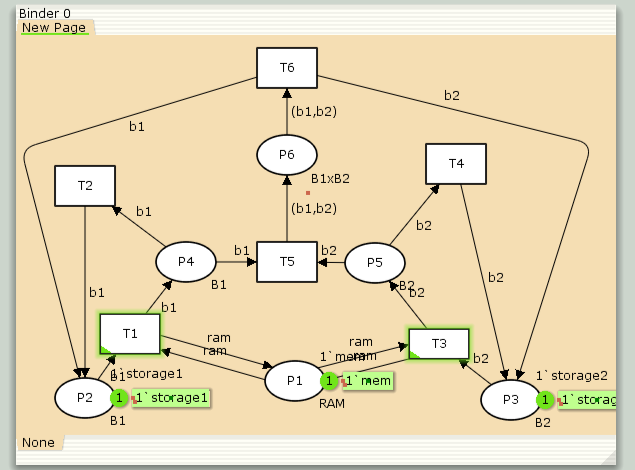 Binder 0
New Page
T6
b1
b2
(b1,b2)
P6
B1xB2
T4
T2
b1
(b1,b2)
b2
P4
b1
T5
b2
P5
B1
B2
b2
b1
b1
b2
T1
ram
ram
ram
T3
ram
b2
1`storage1
b1
1`mem
1`storage2
P1
1
1`mem
P2
1
1`storage1
RAM
P3
1
1`storag
B1
B2
None